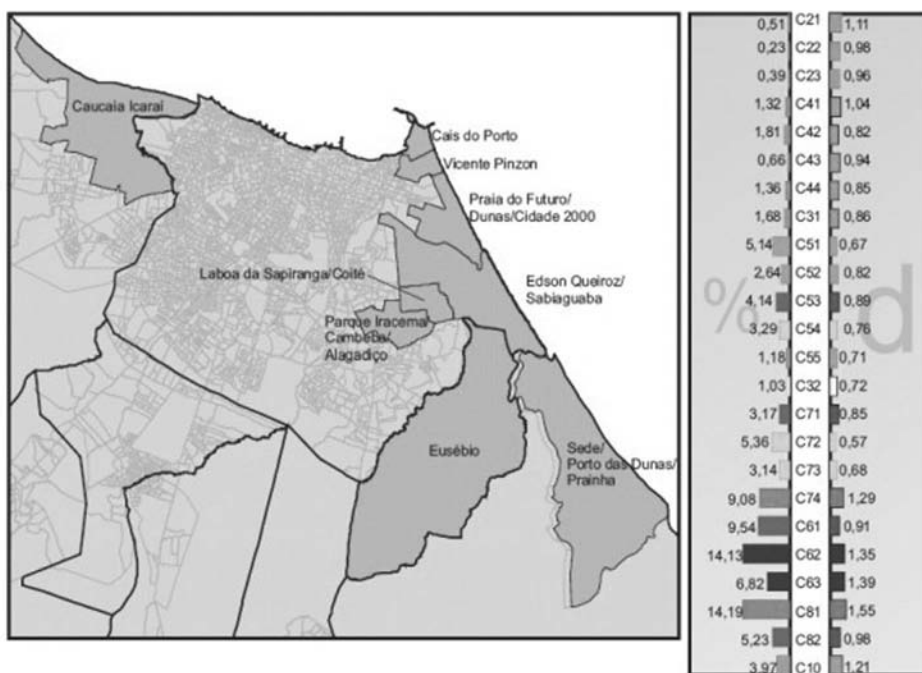 Caucaia Icaraí
Cais do Porto
Vicente Pinzon
Praia do Futuro/
Dunas/Cidade 2000
Laboa da Sapiranga/Coité
Edson Queiroz/
Sabiaguaba
Parque Iracema/
Cambeba/
Alagadiço
Eusébio
Sede/
Porto das Dunas/
Prainha
% d
0,51 C21 1,11
0,23 C22 0,98
0,39 C23 0,96
1,32 C41 1,04
1,81 C42 0,82
0,66 C43 0,94
1,36 C44 0,85
1,68 C31 0,86
5,14 C51 0,67
2,64 C52 0,82
4,14 C53 0,89
3,29 C54 0,76
1,18 C55 0,71
1,03 C32 0,72
3,17 C71 0,85
5,36 C72 0,57
3,14 C73 0,68
9,08 C74 1,29
9,54 C61 0,91
14,13 C62 1,35
6,82 C63 1,39
14,19 C81 1,55
5,23 C82 0,98
3,97 C10 1,21